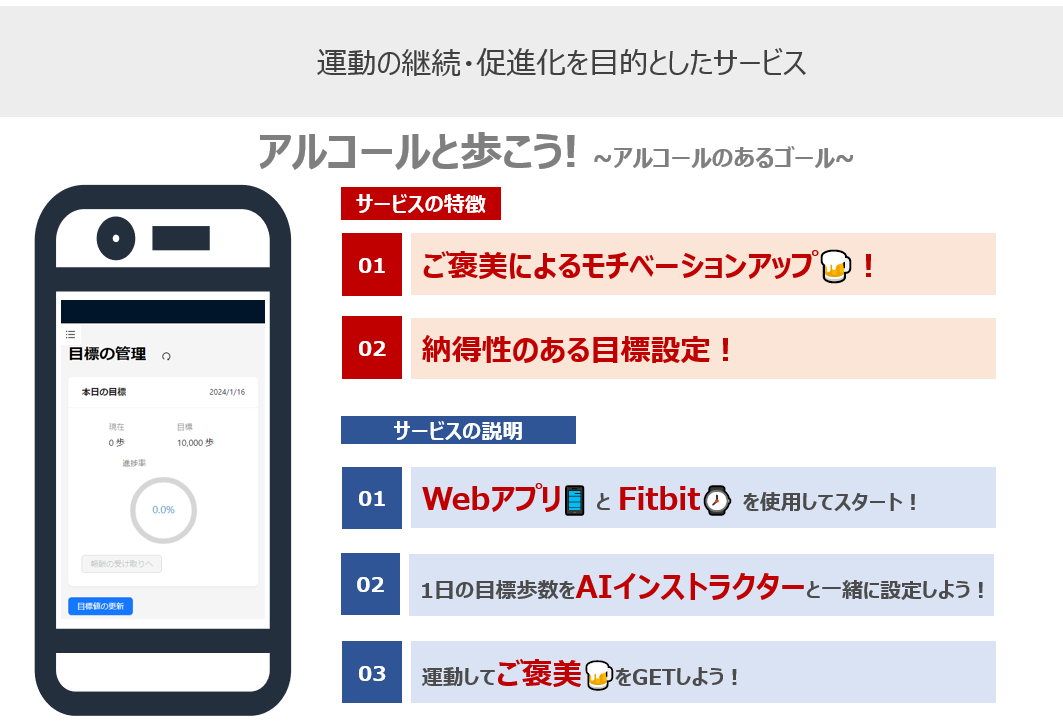 運動の継続・促進化を目的としたサービス
アルコールと歩こう! ~アルコールのあるゴール~
サービスの特徴
01 ご褒美によるモチベーションアップ🍺！
02 納得性のある目標設定！
サービスの説明
01 Webアプリ📱 と Fitbit⌚ を使用してスタート！
02 1日の目標歩数をAIインストラクターと一緒に設定しよう！
03 運動してご褒美🍺をGETしよう！
目標の管理
本日の目標 2024/1/16
現在 目標
0 歩 10,000 歩
進捗率
0.0%
報酬の受け取りへ
目標値の更新